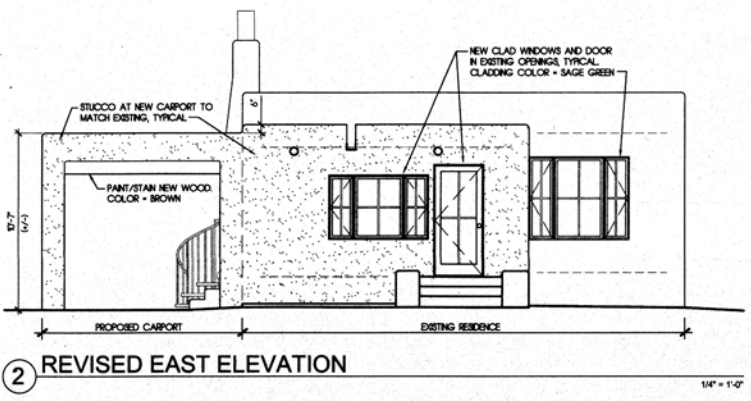 NEW CLAD WINDOWS AND DOOR
IN EXISTING OPENINGS, TYPICAL.
CLADDING COLOR = SAGE GREEN
STUCCO AT NEW CARPORT TO
MATCH EXISTING, TYPICAL
6"
PAINT/STAIN NEW WOOD.
COLOR = BROWN
10'-7"
(+/-)
PROPOSED CARPORT
EXISTING RESIDENCE
2 REVISED EAST ELEVATION
1/4" = 1'-0"